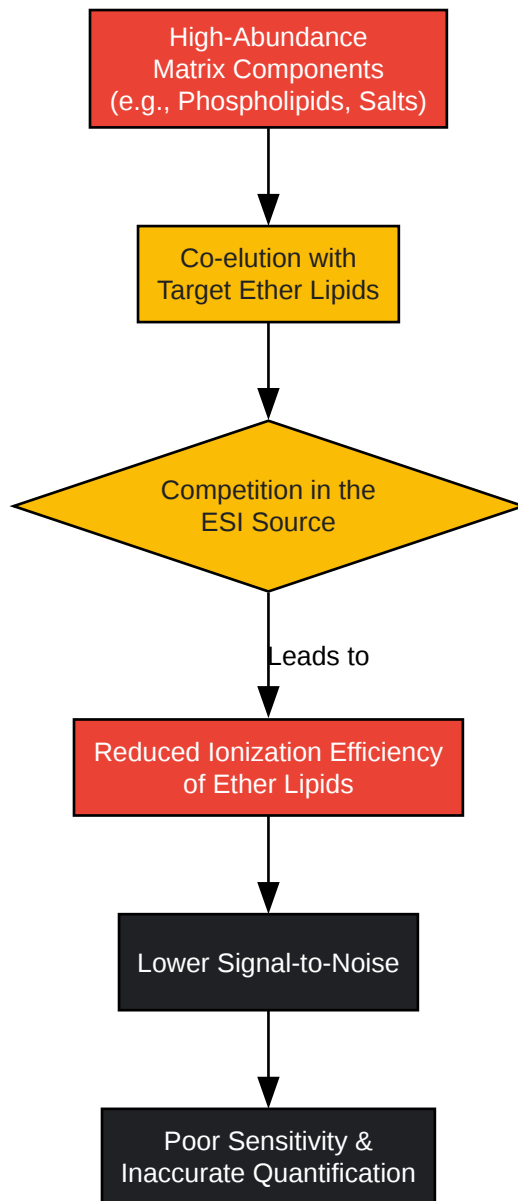 High-Abundance
Matrix Components
(e.g., Phospholipids, Salts)
Co-elution with
Target Ether Lipids
Competition in the
ESI Source
Leads to
Reduced Ionization Efficiency
of Ether Lipids
Lower Signal-to-Noise
Poor Sensitivity &
Inaccurate Quantification